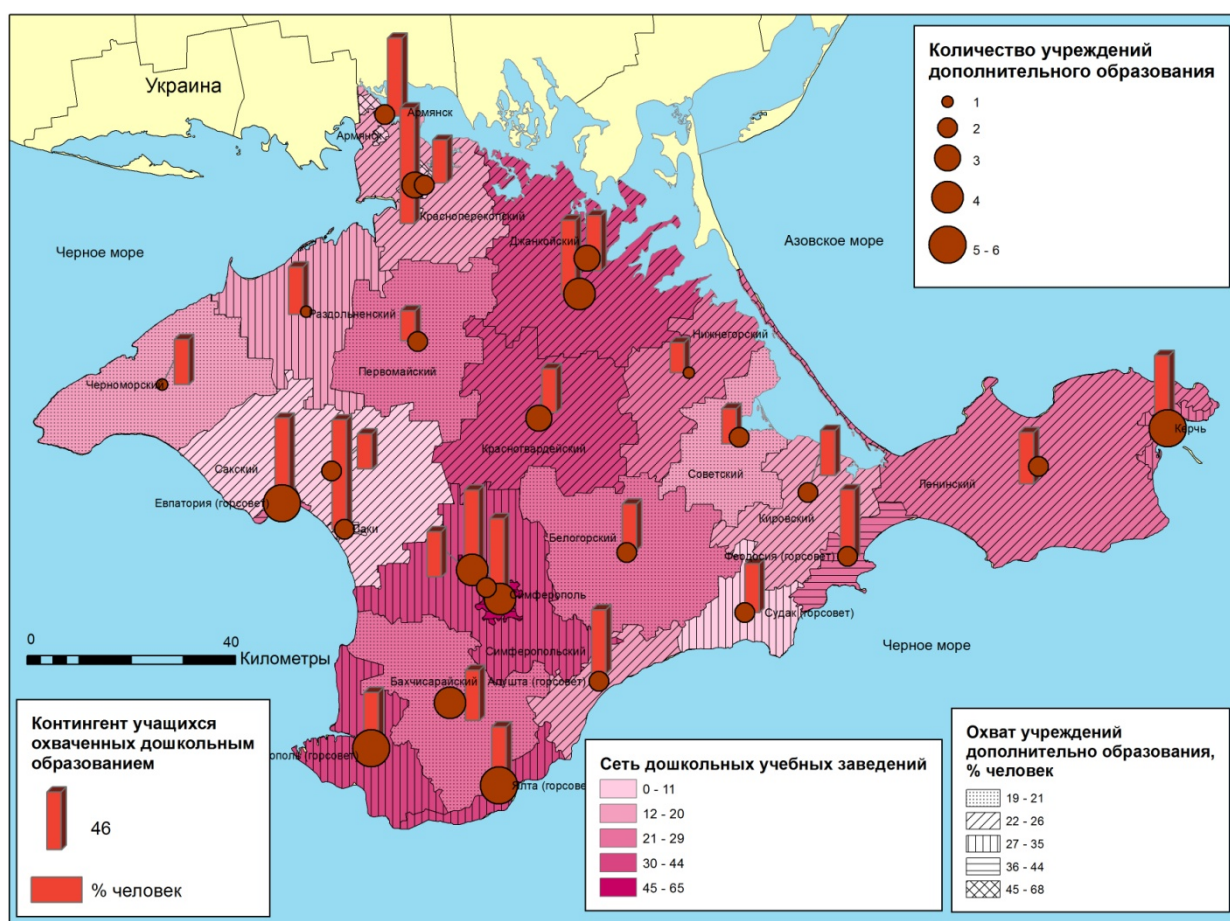 Украина
Армянск
Армянск
Красноперекопский
Черное море
Азовское море
Джанкойский
Раздольненский
Нижнегорский
Первомайский
Черноморский
Красногвардейский
Керчь
Сакский
Советский
Ленинский
Евпатория (горсовет)
Саки
Кировский
Белогорский
Феодосия (горсовет)
Симферополь
Судак (горсовет)
Черное море
0
40
Километры
Симферопольский
Бахчисарайский
Алушта (горсовет)
ополь (горсовет)
Ялта (горсове
Количество учреждений
дополнительного образования
1
2
3
4
5 - 6
Контингент учащихся
охваченных дошкольным
образованием
46
% человек
Сеть дошкольных учебных заведений
0 - 11
12 - 20
21 - 29
30 - 44
45 - 65
Охват учреждений
дополнительно образования,
% человек
19 - 21
22 - 26
27 - 35
36 - 44
45 - 68